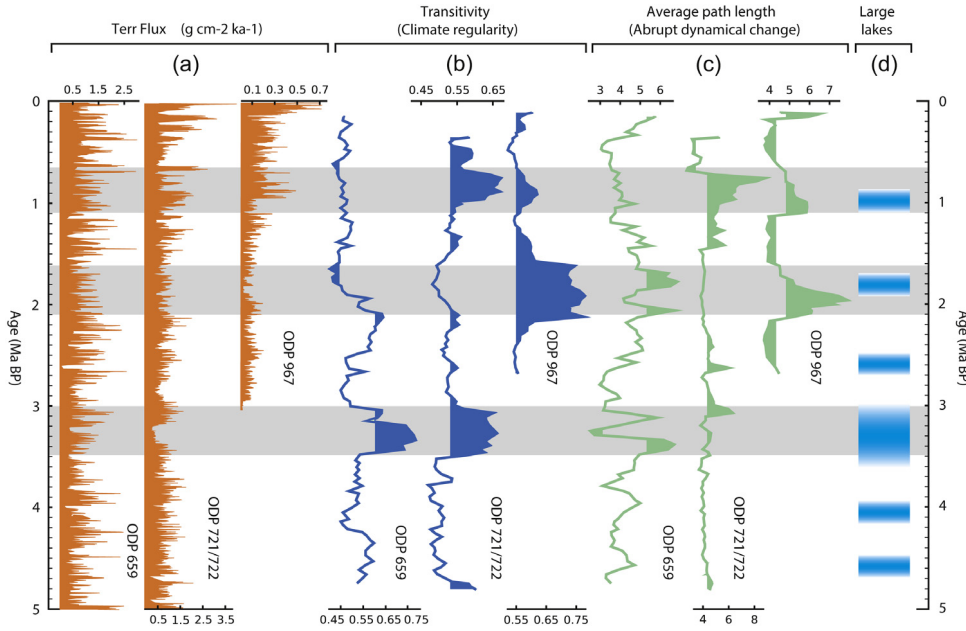 Terr Flux (g cm-2 ka-1)
Transitivity
(Climate regularity)
Average path length
(Abrupt dynamical change)
Large
lakes
(a)
(b)
(c)
(d)
0.5 1.5 2.5
0.1 0.3 0.5 0.7
0.45 0.55 0.65
3 4 5 6
4 5 6 7
0
1
2
3
4
5
Age (Ma BP)
ODP 659
ODP 721/722
ODP 967
ODP 659
ODP 721/722
ODP 967
ODP 659
ODP 721/722
ODP 967
0
1
2
3
4
5
Age (Ma BP)
0.5 1.5 2.5 3.5
0.45 0.55 0.65 0.75
0.55 0.65 0.75
4 6 8